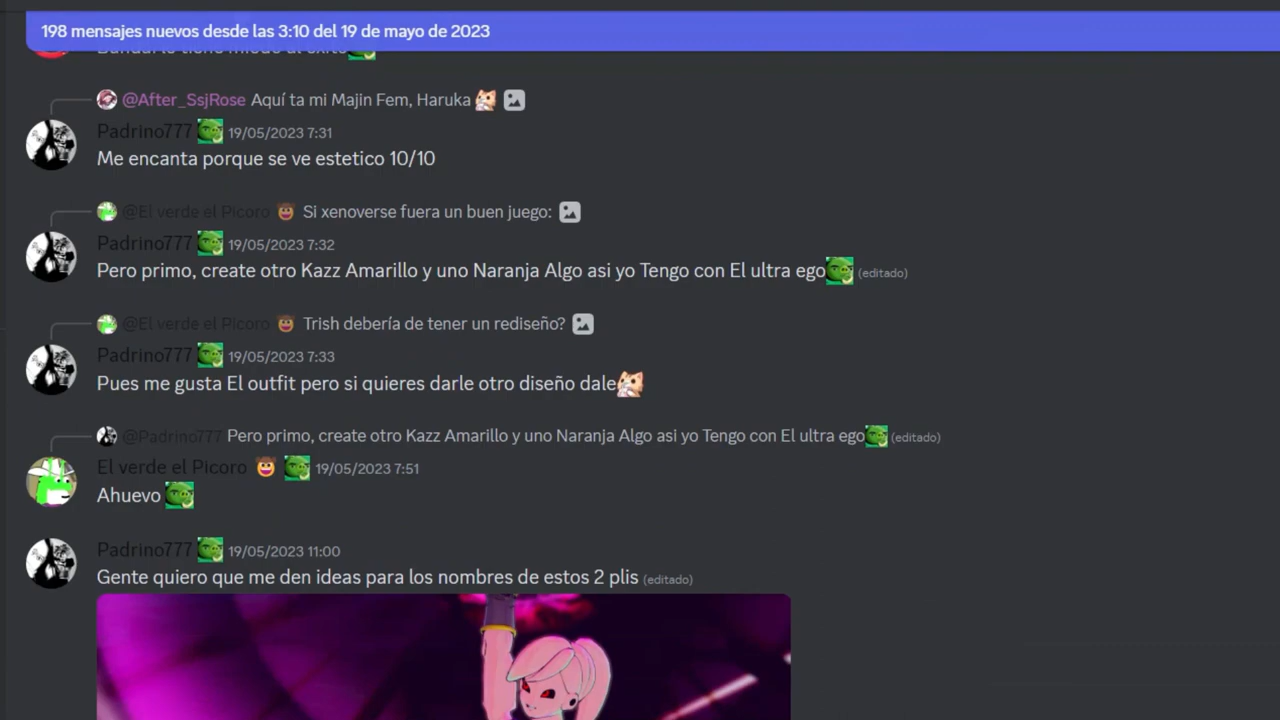 198 mensajes nuevos desde las 3:10 del 19 de mayo de 2023
@After_SsjRose Aquí ta mi Majin Fem, Haruka
Padrino777 19/05/2023 7:31
Me encanta porque se ve estetico 10/10
@El verde el Picoro Si xenoverse fuera un buen juego:
Padrino777 19/05/2023 7:32
Pero primo, create otro Kazz Amarillo y uno Naranja Algo asi yo Tengo con El ultra ego (editado)
@El verde el Picoro Trish debería de tener un rediseño?
Padrino777 19/05/2023 7:33
Pues me gusta El outfit pero si quieres darle otro diseño dale
@Padrino777 Pero primo, create otro Kazz Amarillo y uno Naranja Algo asi yo Tengo con El ultra ego (editado)
El verde el Picoro 19/05/2023 7:51
Ahuevo
Padrino777 19/05/2023 11:00
Gente quiero que me den ideas para los nombres de estos 2 plis (editado)